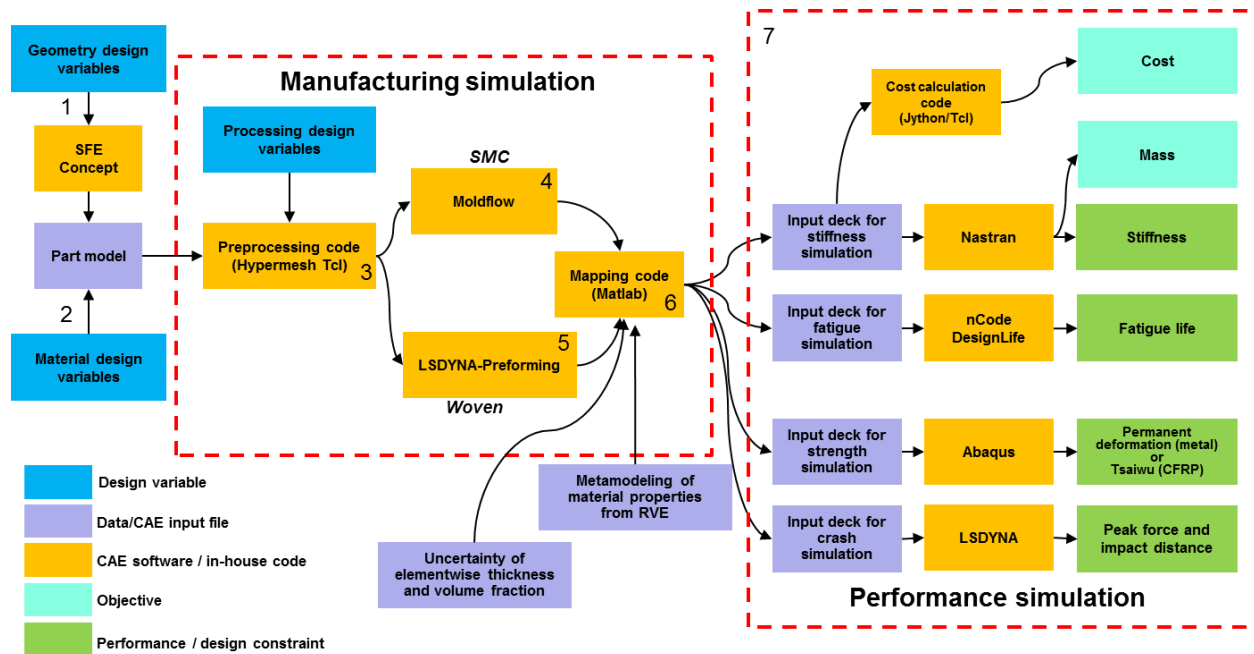 Geometry design
variables
1
SFE
Concept
Part model
2
Material design
variables
Manufacturing simulation
Processing design
variables
Preprocessing code
(Hypermesh Tcl)
3
SMC
4
Moldflow
5
LSDYNA-Preforming
Woven
Mapping code
(Matlab)
6
Metamodeling of
material properties
from RVE
Uncertainty of
elementwise thickness
and volume fraction
7
Cost calculation
code
(Jython/Tcl)
Cost
Mass
Input deck for
stiffness
simulation
Nastran
Stiffness
Input deck for
fatigue
simulation
nCode
DesignLife
Fatigue life
Input deck for
strength
simulation
Abaqus
Permanent
deformation (metal)
or
Tsaiwu (CFRP)
Input deck for
crash
simulation
LSDYNA
Peak force and
impact distance
Performance simulation
Design variable
Data/CAE input file
CAE software / in-house code
Objective
Performance / design constraint